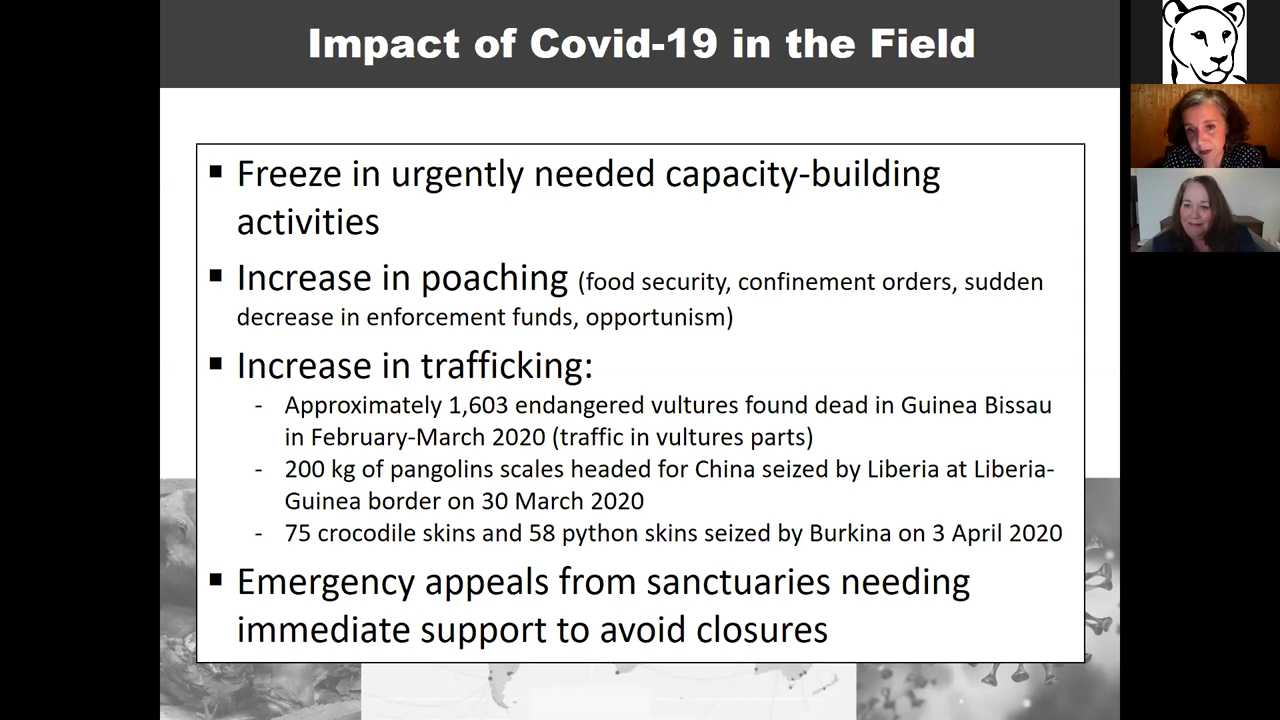 Impact of Covid-19 in the Field
▪ Freeze in urgently needed capacity-building
activities
▪ Increase in poaching (food security, confinement orders, sudden
decrease in enforcement funds, opportunism)
▪ Increase in trafficking:
- Approximately 1,603 endangered vultures found dead in Guinea Bissau
in February-March 2020 (traffic in vultures parts)
- 200 kg of pangolins scales headed for China seized by Liberia at Liberia-
Guinea border on 30 March 2020
- 75 crocodile skins and 58 python skins seized by Burkina on 3 April 2020
▪ Emergency appeals from sanctuaries needing
immediate support to avoid closures